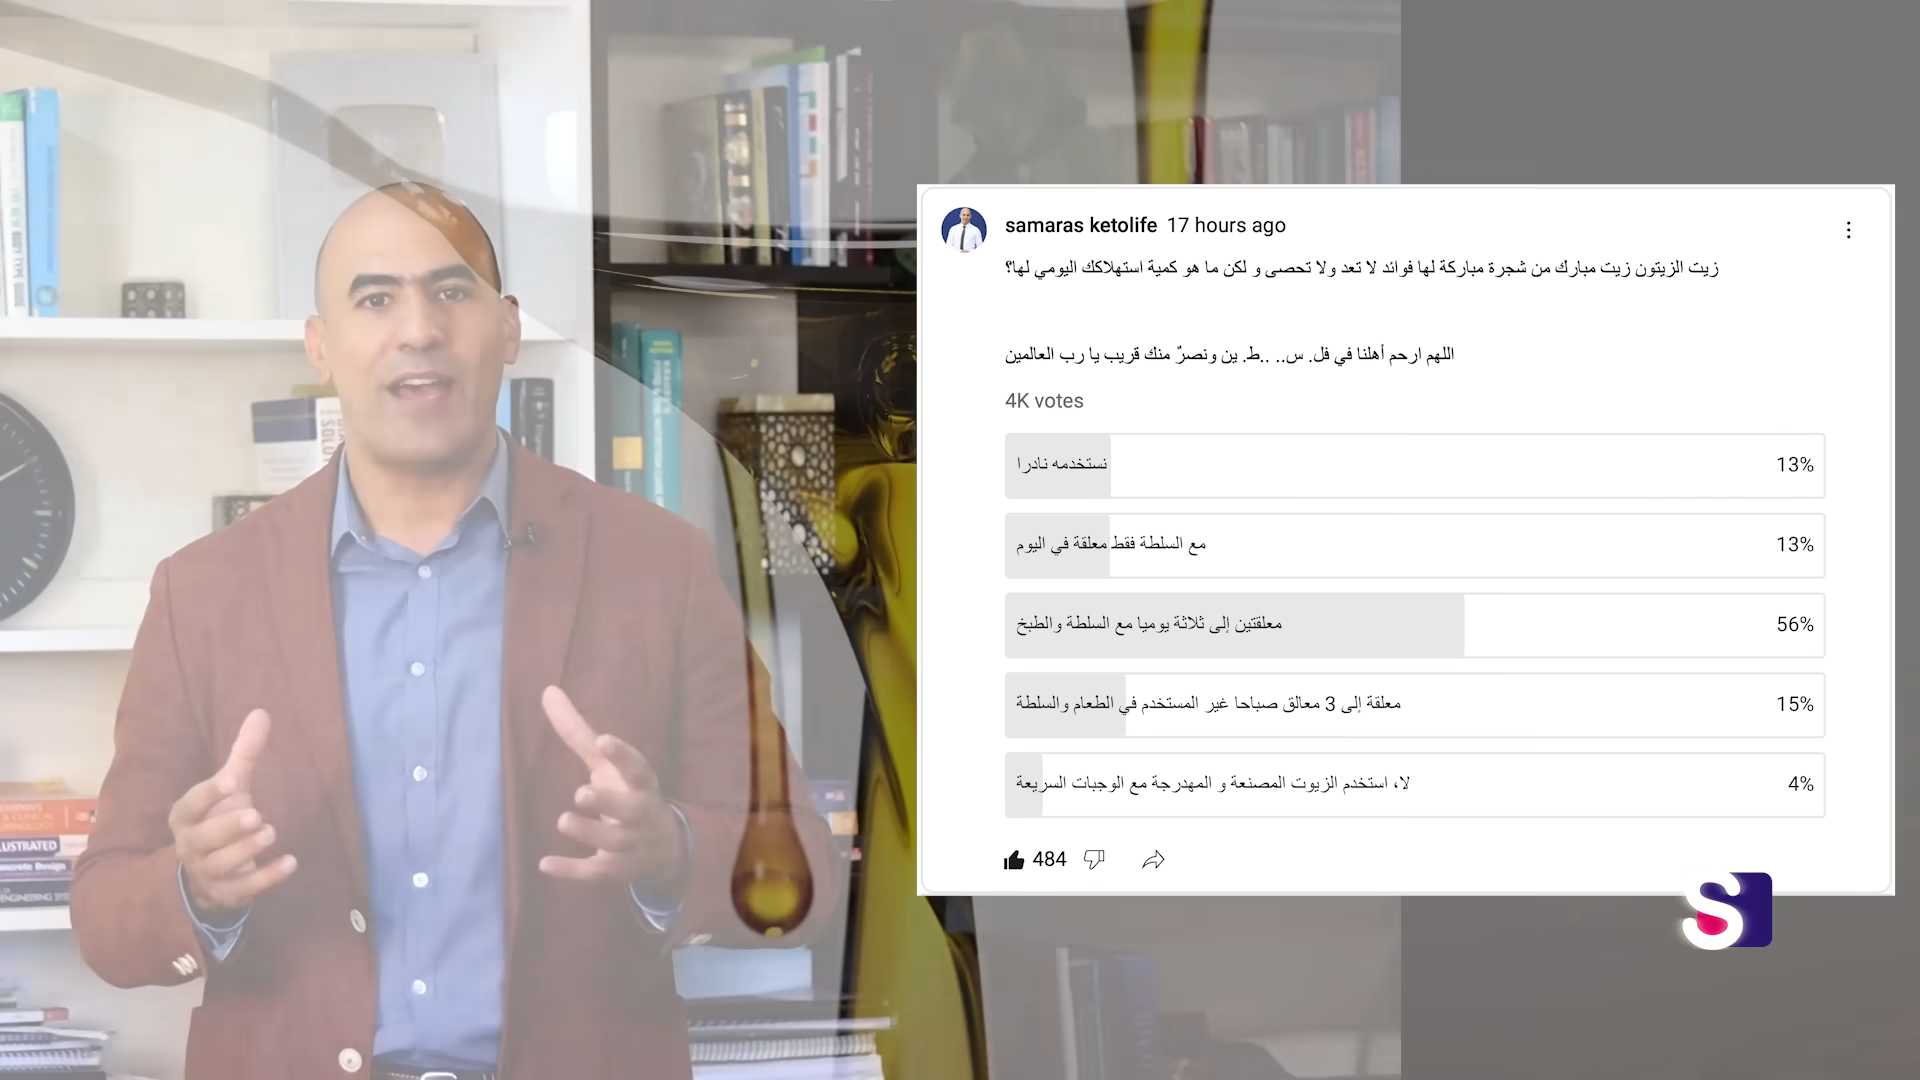 samaras ketolife 17 hours ago
زيت الزيتون زيت مبارك من شجرة مباركة لها فوائد لا تعد ولا تحصى و لكن ما هو كمية استهلاكك اليومي لها؟
اللهم ارحم أهلنا في فل. س.. ..ط. ين ونصرٌ منك قريب يا رب العالمين
4K votes
نستخدمه نادرا 13%
مع السلطة فقط معلقة في اليوم 13%
معلقتين إلى ثلاثة يوميا مع السلطة والطبخ 56%
معلقة إلى 3 معالق صباحا غير المستخدم في الطعام والسلطة 15%
لا، استخدم الزيوت المصنعة و المهدرجة مع الوجبات السريعة 4%
484
S